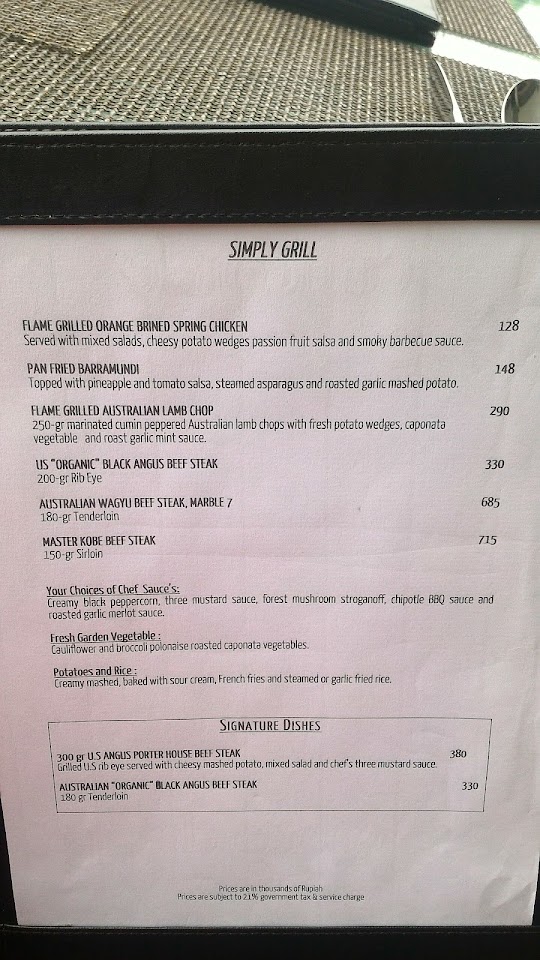 SIMPLY GRILL
FLAME GRILLED ORANGE BRINED SPRING CHICKEN 128
Served with mixed salads, cheesy potato wedges passion fruit salsa and smoky barbecue sauce.
PAN FRIED BARRAMUNDI 148
Topped with pineapple and tomato salsa, steamed asparagus and roasted garlic mashed potato.
FLAME GRILLED AUSTRALIAN LAMB CHOP 290
250-gr marinated cumin peppered Australian lamb chops with fresh potato wedges, caponata
vegetable and roast garlic mint sauce.
US "ORGANIC" BLACK ANGUS BEEF STEAK 330
200-gr Rib Eye
AUSTRALIAN WAGYU BEEF STEAK, MARBLE 7 685
180-gr Tenderloin
MASTER KOBE BEEF STEAK 715
150-gr Sirloin
Your Choices of Chef Sauce's:
Creamy black peppercorn, three mustard sauce, forest mushroom stroganoff, chipotle BBQ sauce and
roasted garlic merlot sauce.
Fresh Garden Vegetable :
Cauliflower and broccoli polonaise roasted caponata vegetables.
Potatoes and Rice :
Creamy mashed, baked with sour cream, French fries and steamed or garlic fried rice.
SIGNATURE DISHES
300 gr U.S ANGUS PORTER HOUSE BEEF STEAK 380
Grilled U.S rib eye served with cheesy mashed potato, mixed salad and chef's three mustard sauce.
AUSTRALIAN "ORGANIC" BLACK ANGUS BEEF STEAK 330
180 gr Tenderloin
Prices are in thousands of Rupiah
Prices are subject to 21% government tax & service charge